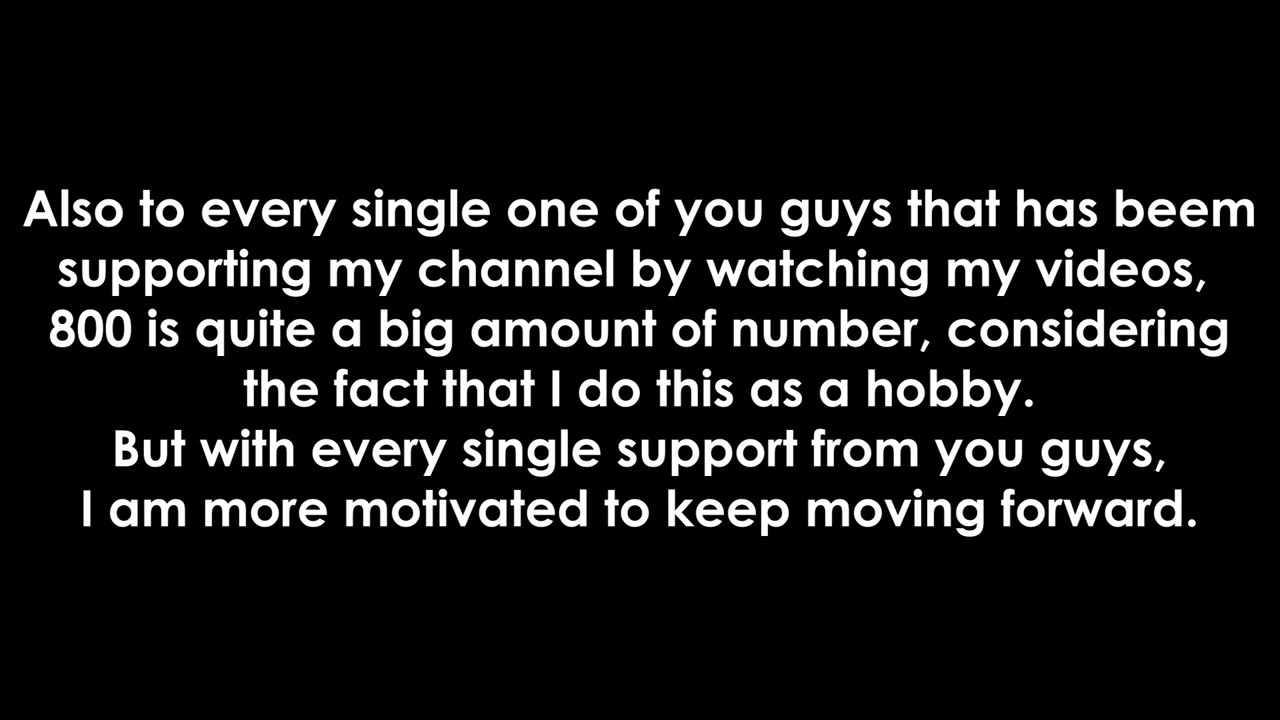 Also to every single one of you guys that has beem
supporting my channel by watching my videos,
800 is quite a big amount of number, considering
the fact that I do this as a hobby.
But with every single support from you guys,
I am more motivated to keep moving forward.